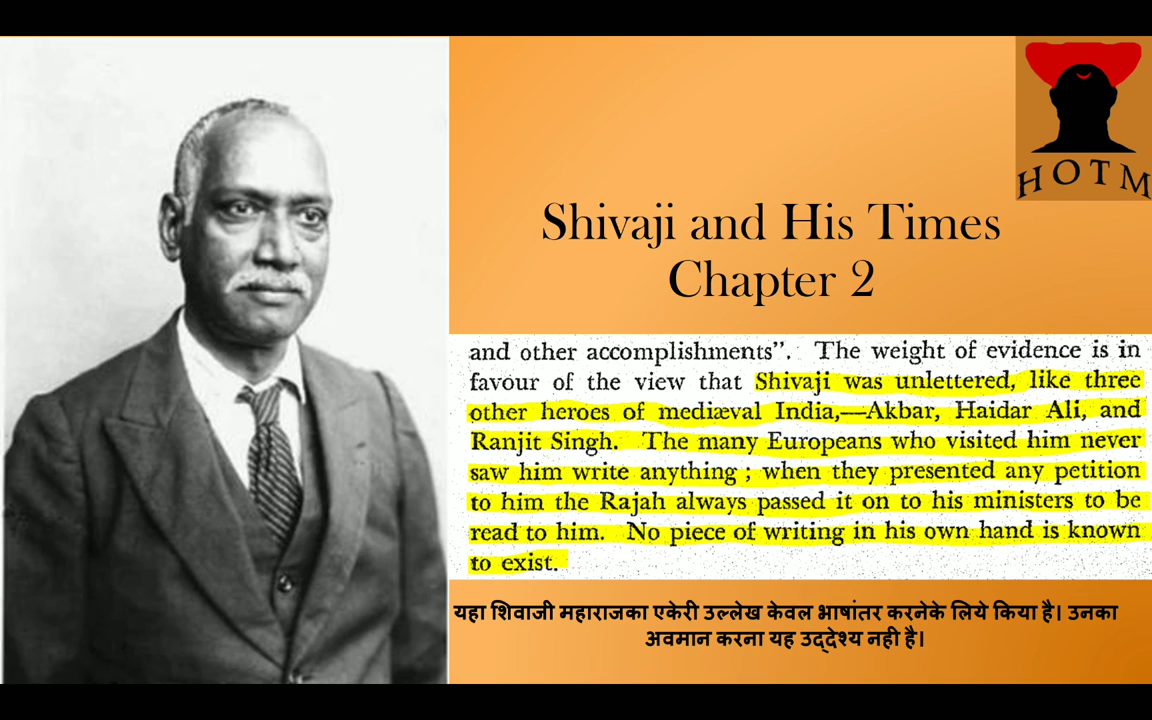 HOTM
Shivaji and His Times
Chapter 2
and other accomplishments”. The weight of evidence is in
favour of the view that Shivaji was unlettered, like three
other heroes of mediæval India,—Akbar, Haidar Ali, and
Ranjit Singh. The many Europeans who visited him never
saw him write anything ; when they presented any petition
to him the Rajah always passed it on to his ministers to be
read to him. No piece of writing in his own hand is known
to exist.
यहा शिवाजी महाराजका एकेरी उल्लेख केवल भाषांतर करनेके लिये किया है। उनका
अवमान करना यह उद्देश्य नही है।